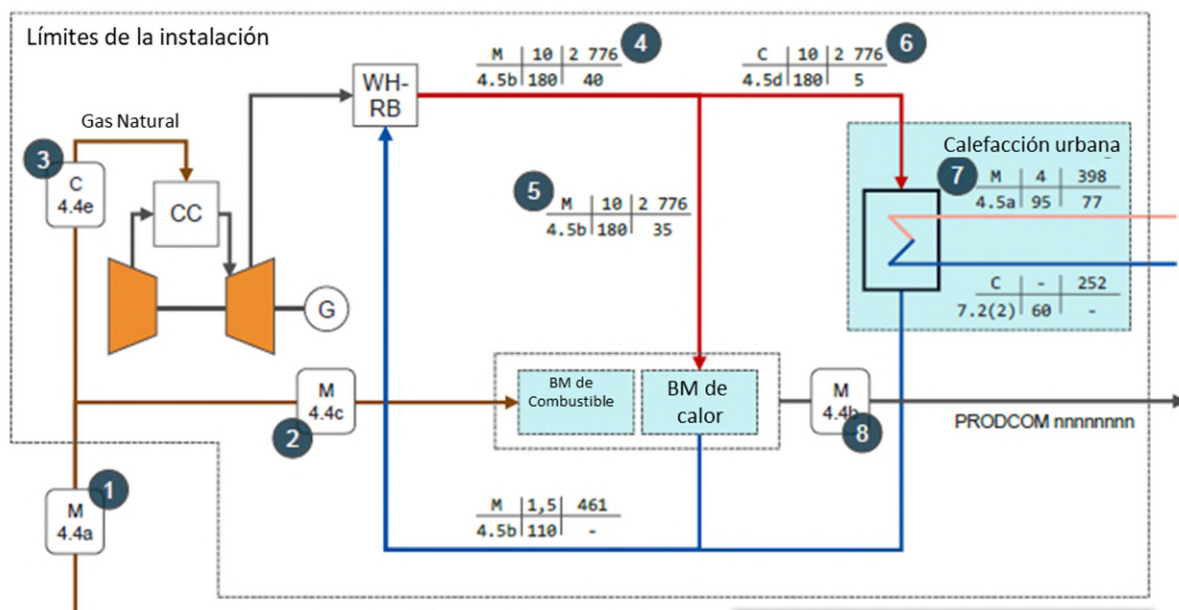 Límites de la instalación
M 10 2 776
4.5b 180 40
4
C 10 2 776
4.5d 180 5
6
WH-
RB
Gas Natural
3
C
4.4e
CC
G
Calefacción urbana
7
M 4 398
4.5a 95 77
5
M 10 2 776
4.5b 180 35
C - 252
7.2(2) 60 -
M
4.4c
2
BM de
Combustible
BM de
calor
M
4.4b
8
PRODCOM nnnnnnnn
1
M
4.4a
M 1,5 461
4.5b 110 -